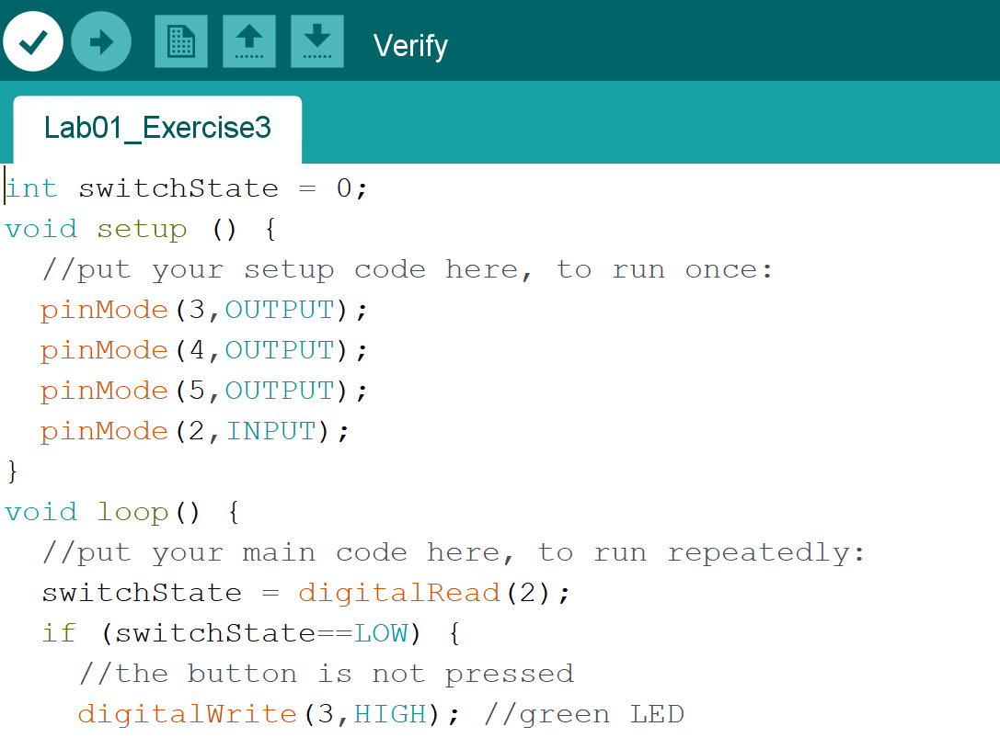 Verify
Lab01_Exercise3
int switchState = 0;
void setup () {
  //put your setup code here, to run once:
  pinMode(3,OUTPUT);
  pinMode(4,OUTPUT);
  pinMode(5,OUTPUT);
  pinMode(2,INPUT);
}
void loop() {
  //put your main code here, to run repeatedly:
  switchState = digitalRead(2);
  if (switchState==LOW) {
    //the button is not pressed
    digitalWrite(3,HIGH); //green LED